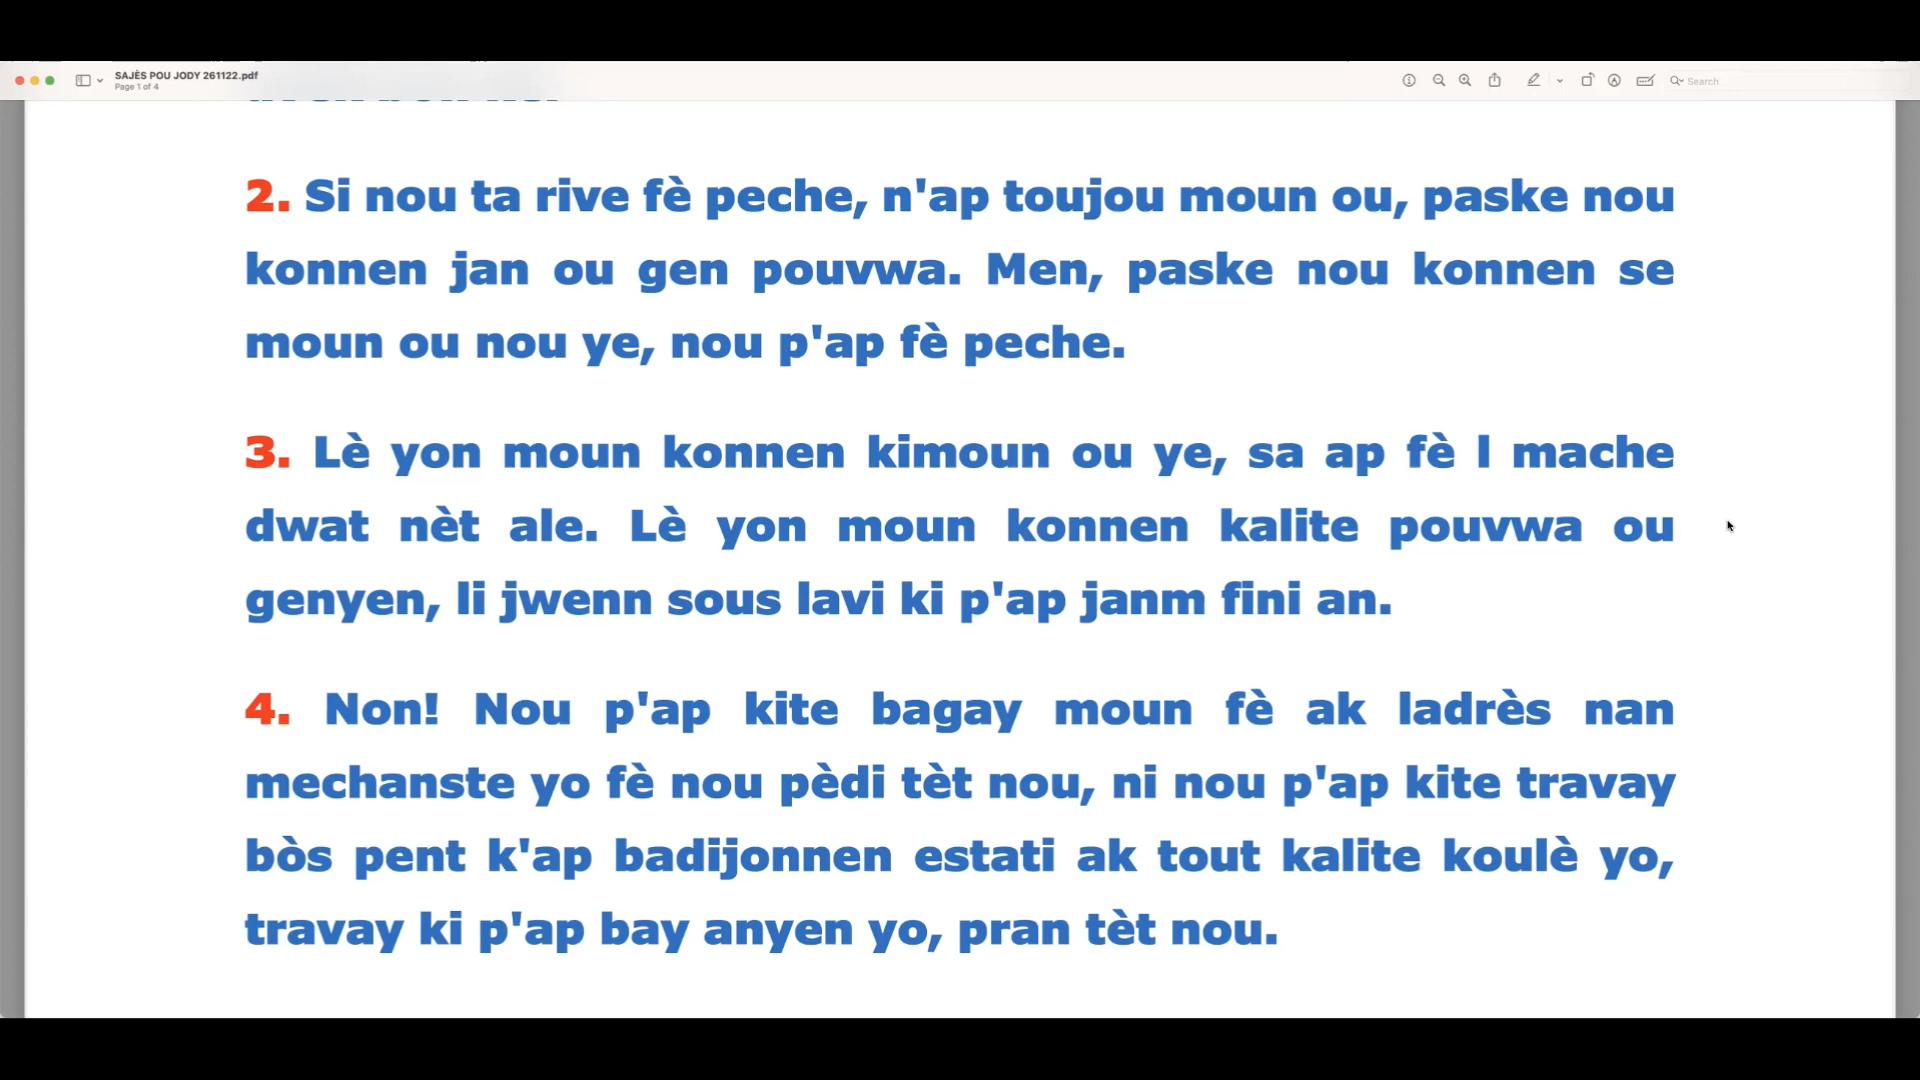 SAJÈS POU JODY 261122.pdf
Page 1 of 4
Search
2. Si nou ta rive fè peche, n'ap toujou moun ou, paske nou
konnen jan ou gen pouvwa. Men, paske nou konnen se
moun ou nou ye, nou p'ap fè peche.
3. Lè yon moun konnen kimoun ou ye, sa ap fè l mache
dwat nèt ale. Lè yon moun konnen kalite pouvwa ou
genyen, li jwenn sous lavi ki p'ap janm fini an.
4. Non! Nou p'ap kite bagay moun fè ak ladrès nan
mechanste yo fè nou pèdi tèt nou, ni nou p'ap kite travay
bòs pent k'ap badijonnen estati ak tout kalite koulè yo,
travay ki p'ap bay anyen yo, pran tèt nou.